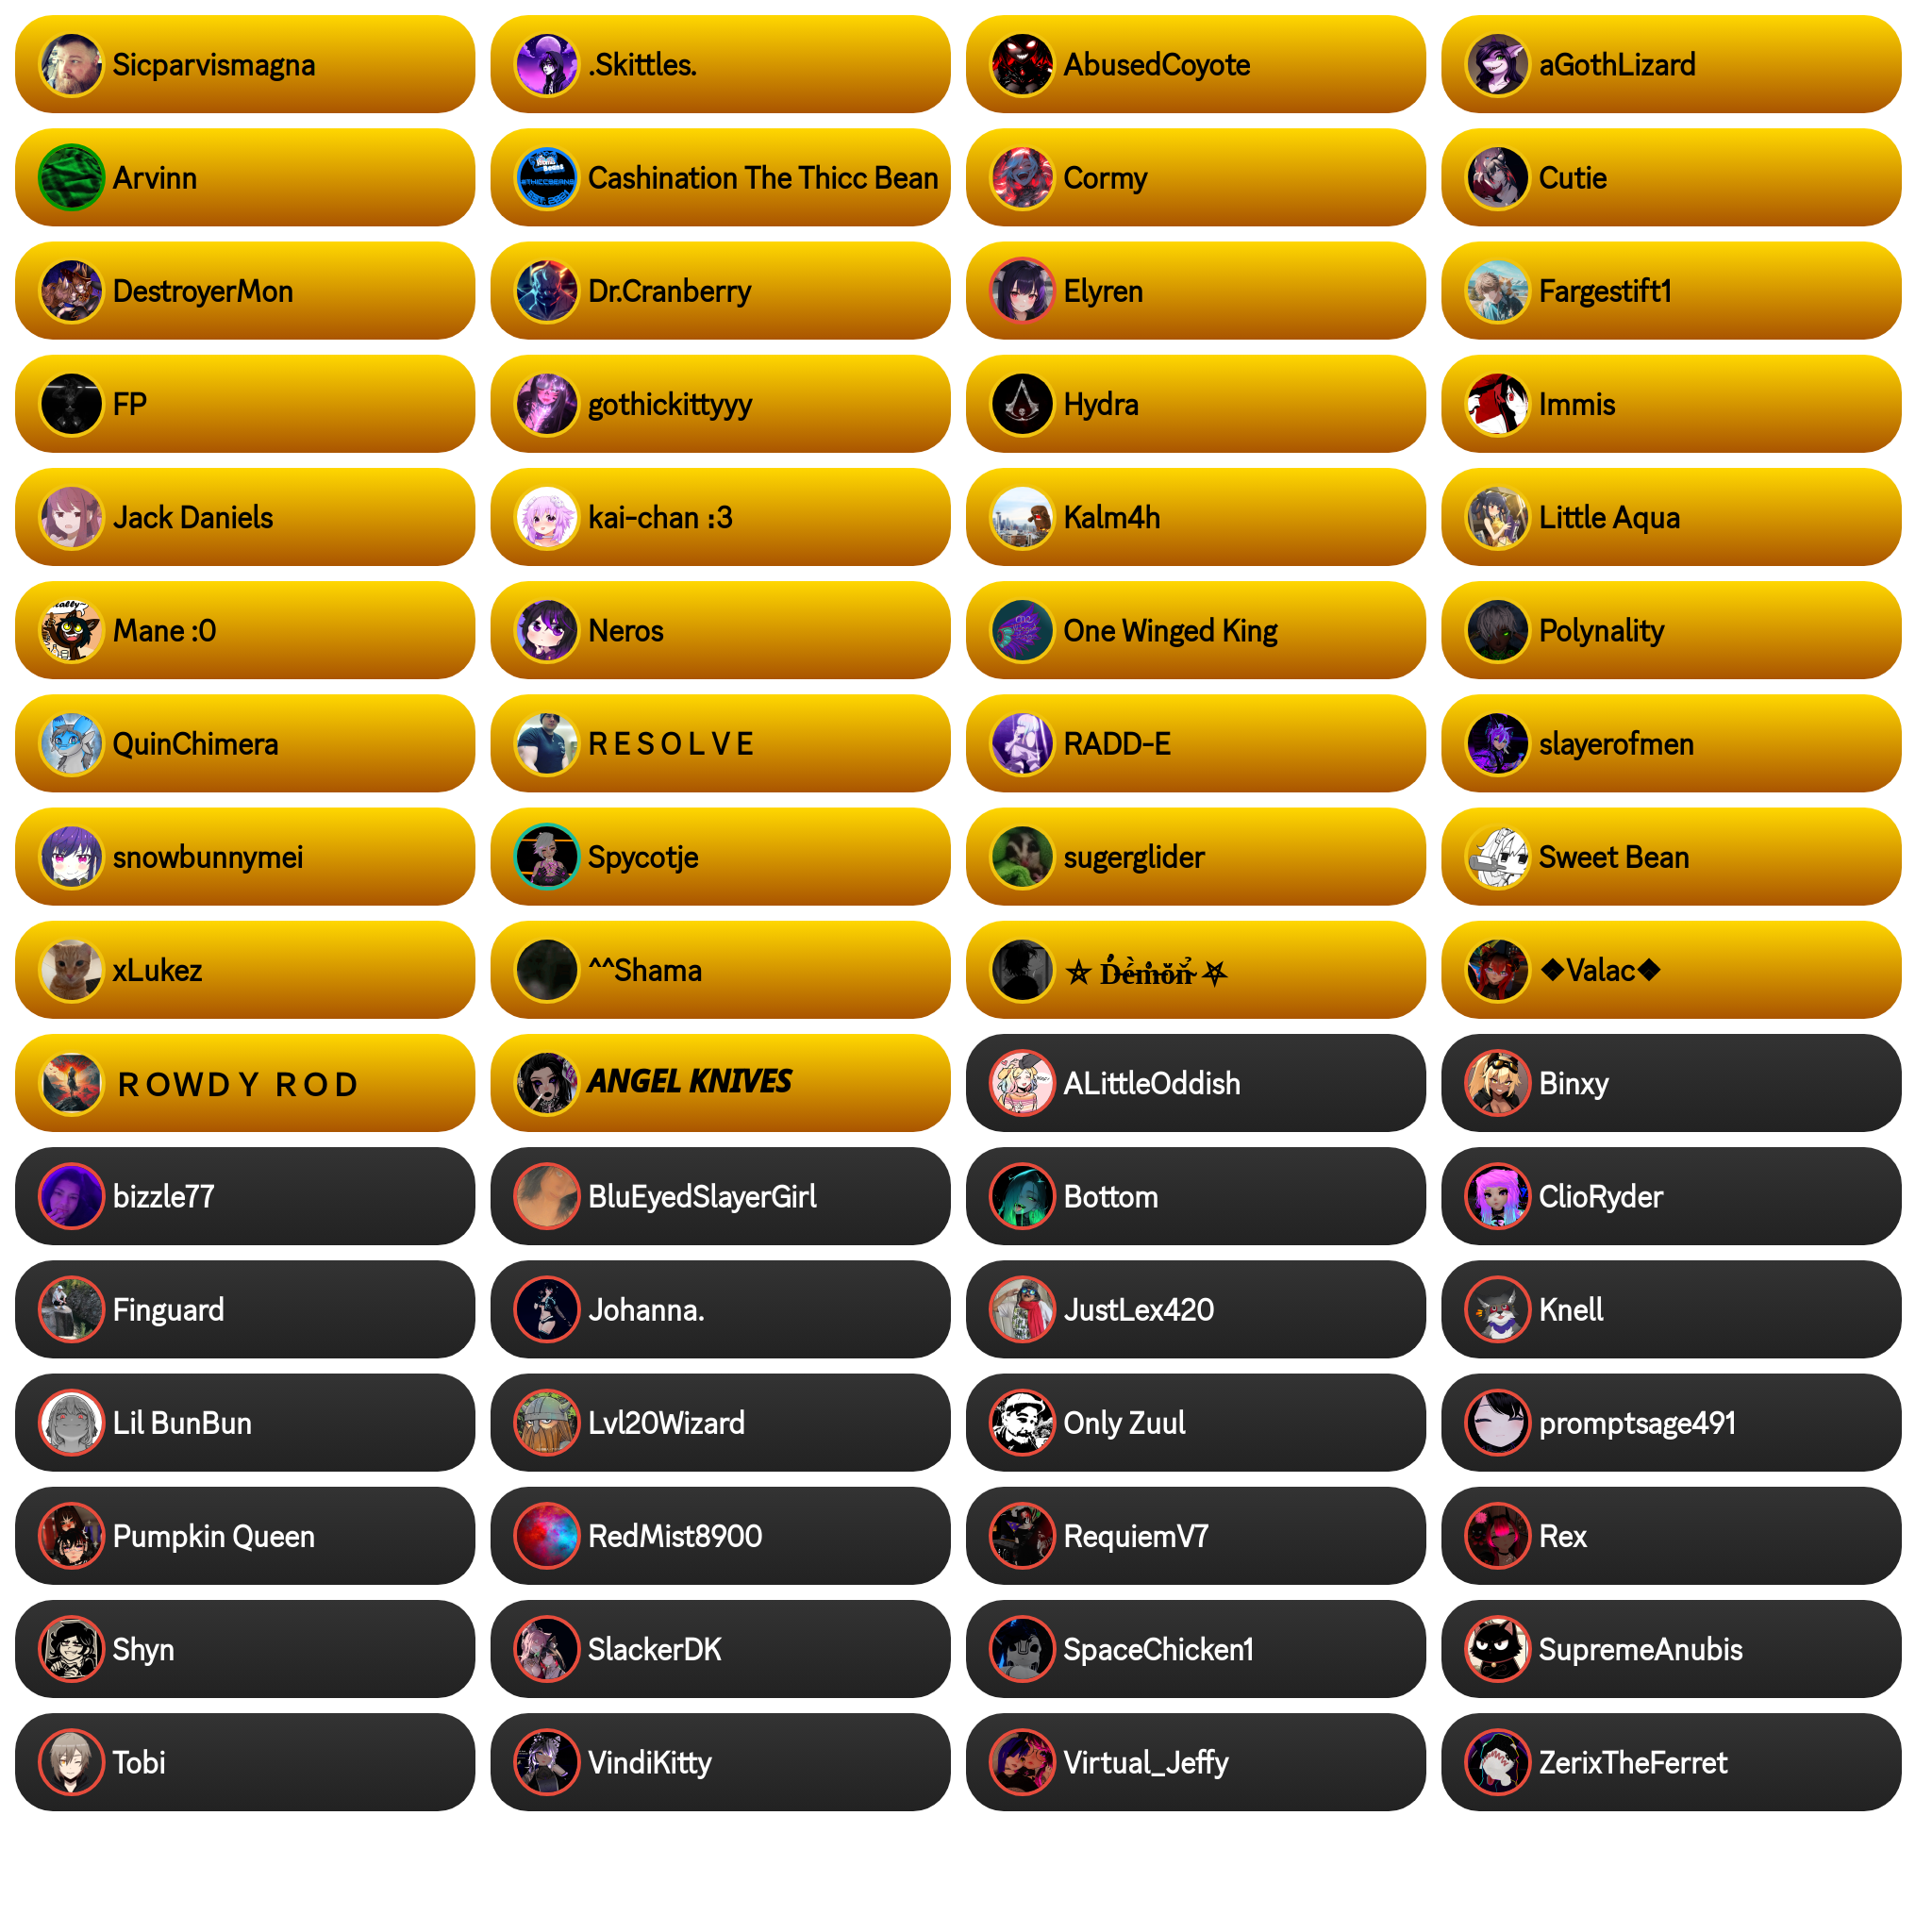 Sicparvismagna
.Skittles.
AbusedCoyote
aGothLizard
Arvinn
Cashination The Thicc Bean
Cormy
Cutie
DestroyerMon
Dr.Cranberry
Elyren
Fargestift1
FP
gothickittyyy
Hydra
Immis
Jack Daniels
kai-chan :3
Kalm4h
Little Aqua
Mane :0
Neros
One Winged King
Polynality
QuinChimera
R E S O L V E
RADD-E
slayerofmen
snowbunnymei
Spycotje
sugerglider
Sweet Bean
xLukez
^^Shama
⛤ D̴e̴m̴o̴n̴ ⛧
❖Valac❖
ＲＯＷＤＹ ＲＯＤ
ANGEL KNIVES
ALittleOddish
Binxy
bizzle77
BluEyedSlayerGirl
Bottom
ClioRyder
Finguard
Johanna.
JustLex420
Knell
Lil BunBun
Lvl20Wizard
Only Zuul
promptsage491
Pumpkin Queen
RedMist8900
RequiemV7
Rex
Shyn
SlackerDK
SpaceChicken1
SupremeAnubis
Tobi
VindiKitty
Virtual_Jeffy
ZerixTheFerret